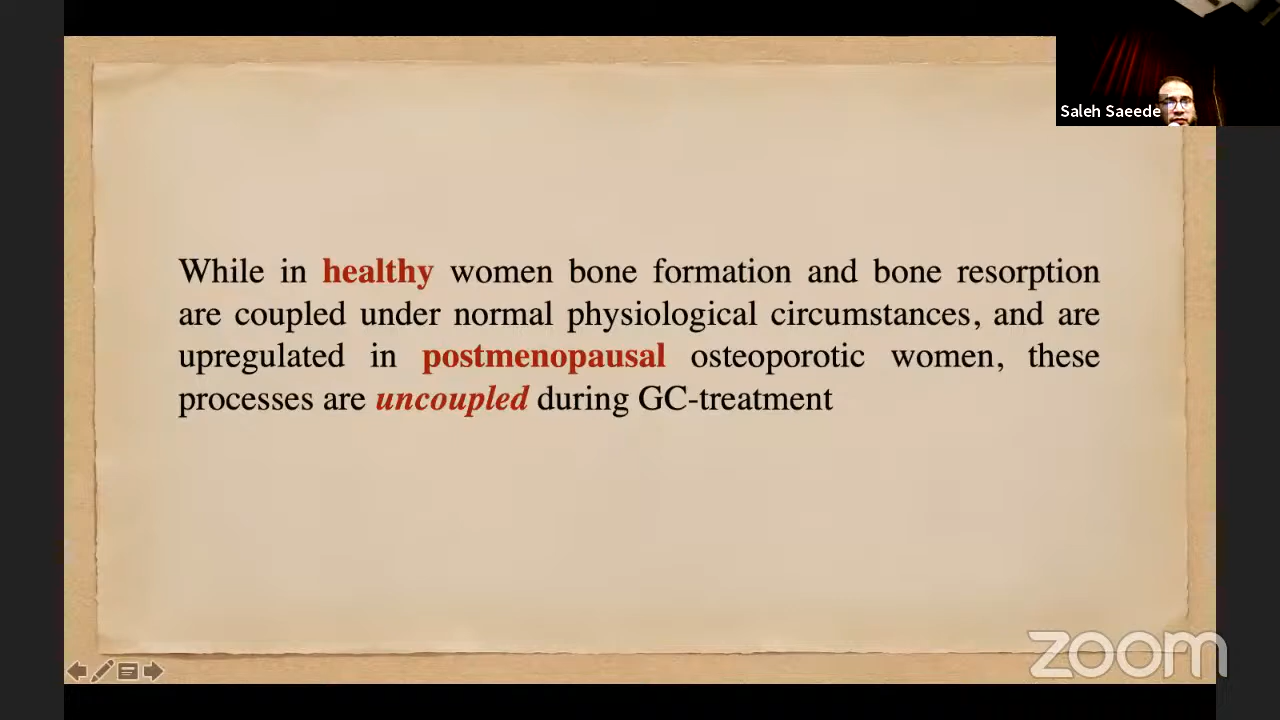 Saleh Saeede
While in healthy women bone formation and bone resorption
are coupled under normal physiological circumstances, and are
upregulated in postmenopausal osteoporotic women, these
processes are uncoupled during GC-treatment
zoom